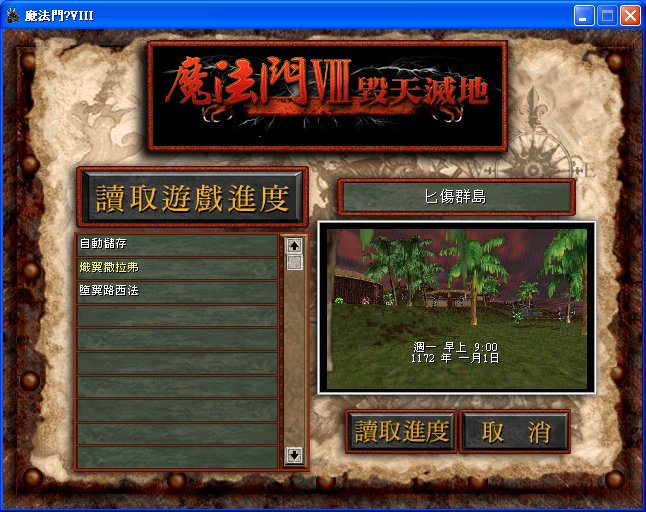 魔法門?VIII
魔法門VIII毀天滅地
讀取遊戲進度
匕傷群島
自動儲存
熾翼撒拉弗
墮翼路西法
W E
週一 早上 9:00
1172 年 一月1日
讀取進度
取 消